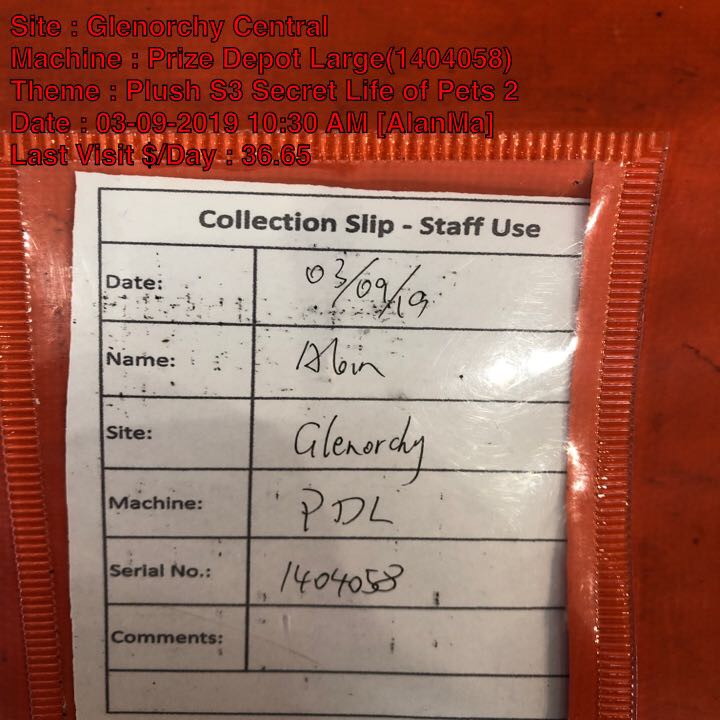 Site : Glenorchy Central
Machine : Prize Depot Large(1404058)
Theme : Plush S3 Secret Life of Pets 2
Date : 03-09-2019 10:30 AM [AlanMa]
Last Visit $/Day : 36.65
Collection Slip - Staff Use
Date: 03/09/19
Name: Alan
Site: Glenorchy
Machine: PDL
Serial No.: 1404058
Comments: